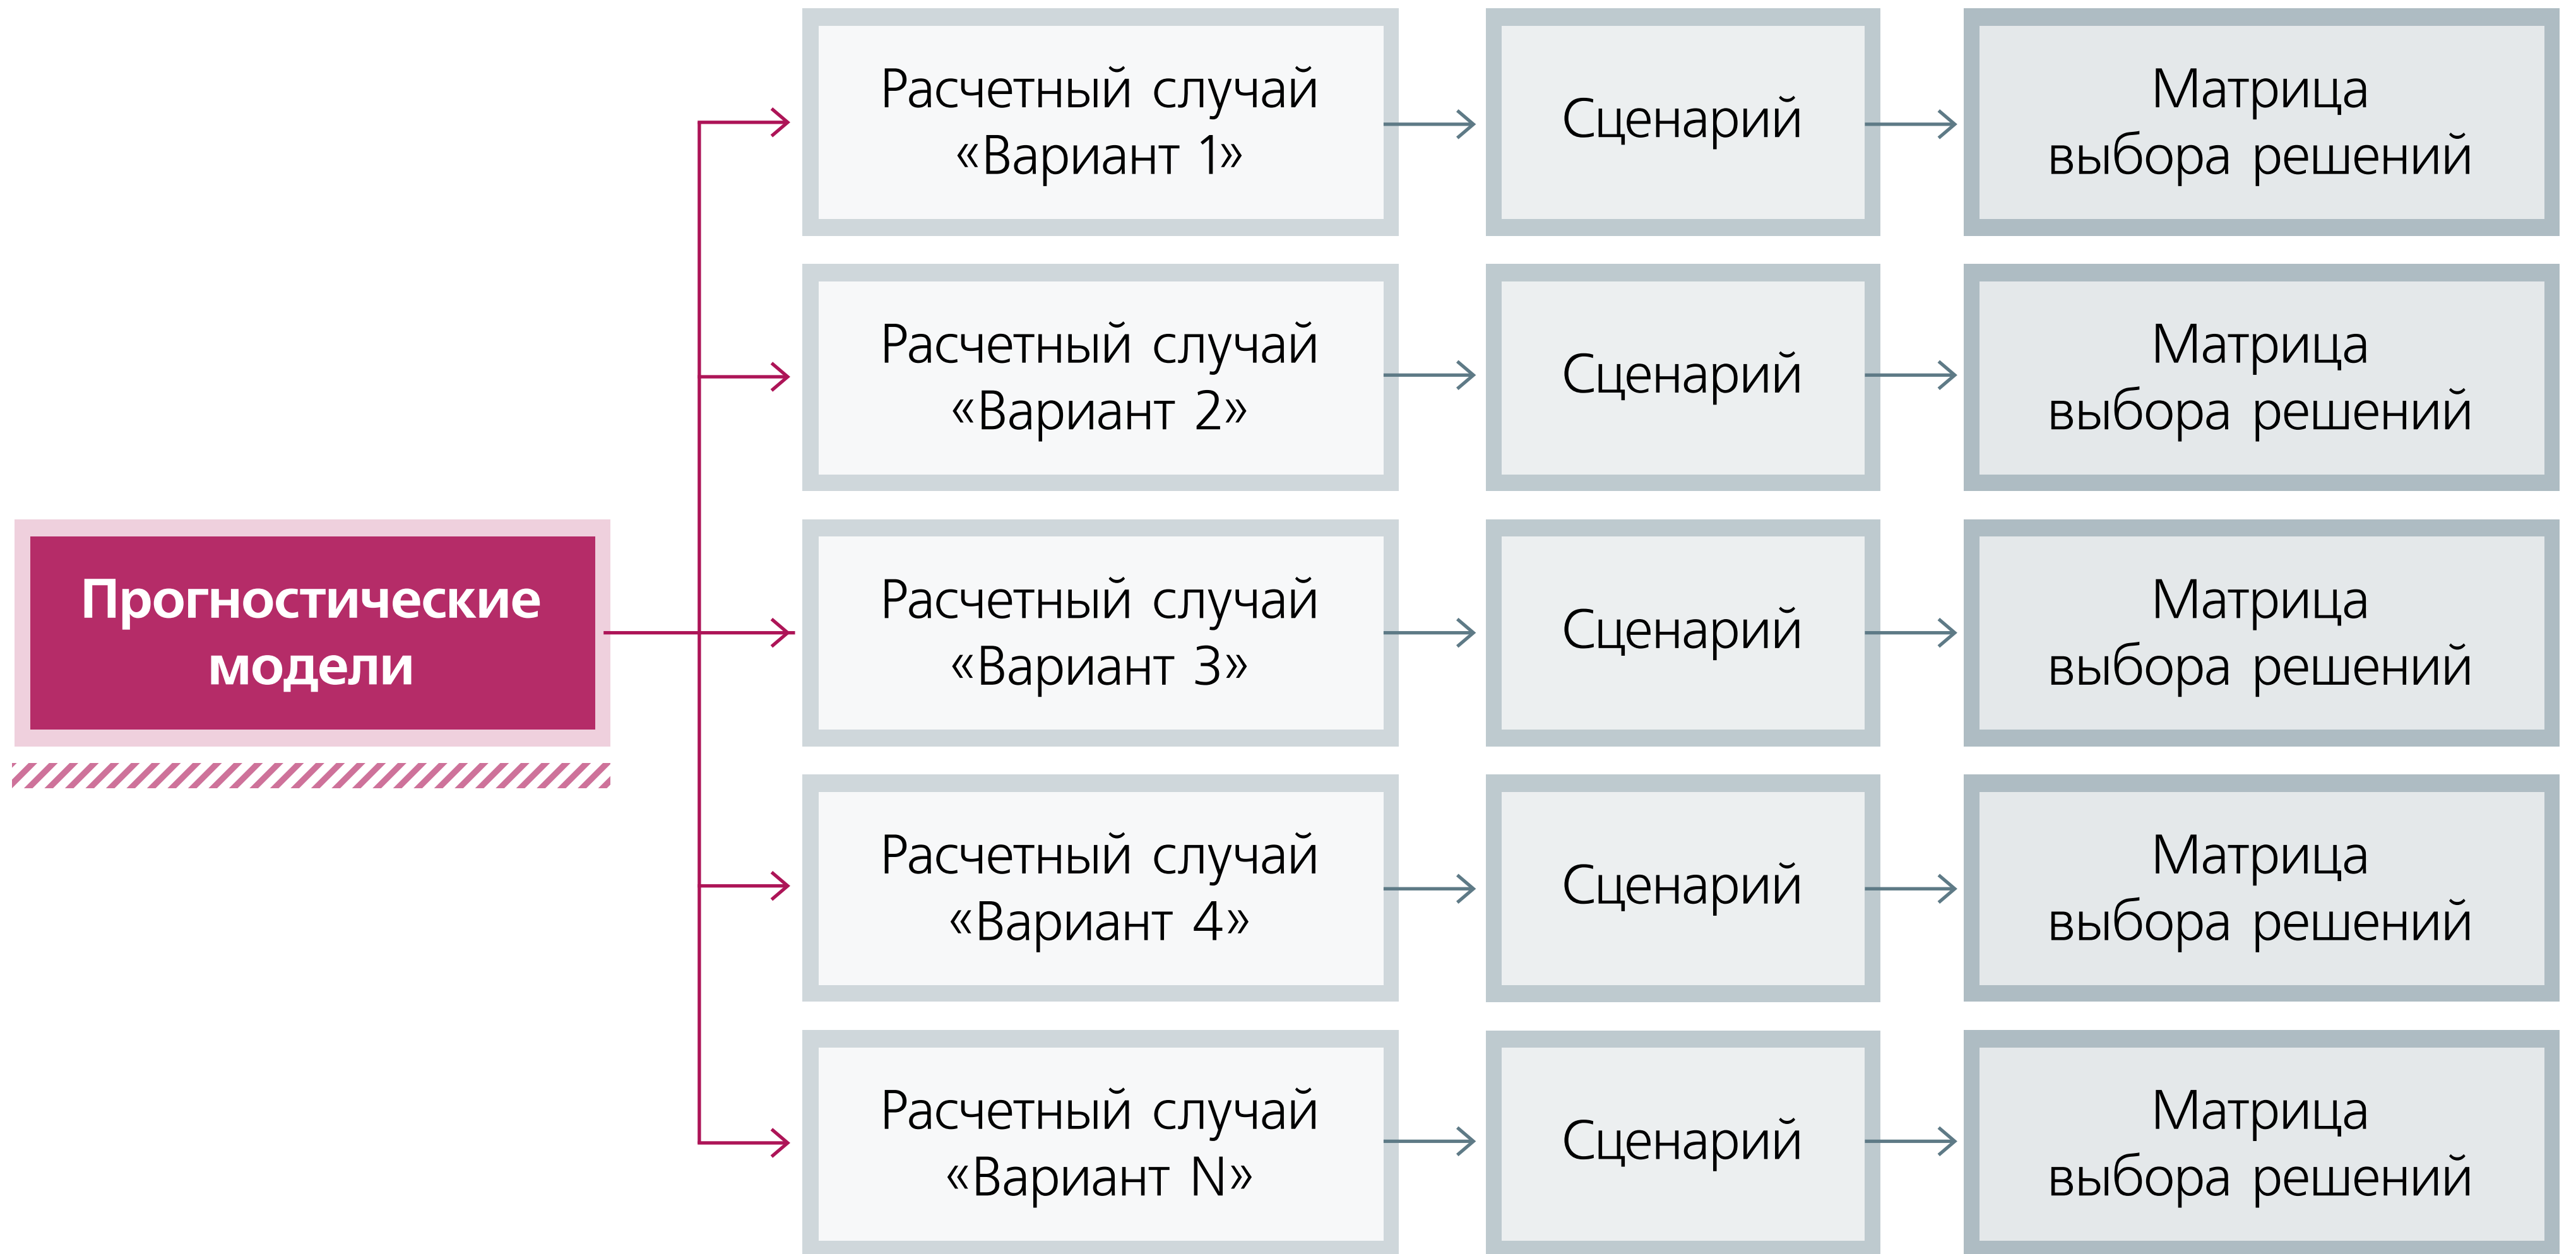 Прогностические
модели
Расчетный случай
«Вариант 1»
Сценарий
Матрица
выбора решений
Расчетный случай
«Вариант 2»
Сценарий
Матрица
выбора решений
Расчетный случай
«Вариант 3»
Сценарий
Матрица
выбора решений
Расчетный случай
«Вариант 4»
Сценарий
Матрица
выбора решений
Расчетный случай
«Вариант N»
Сценарий
Матрица
выбора решений